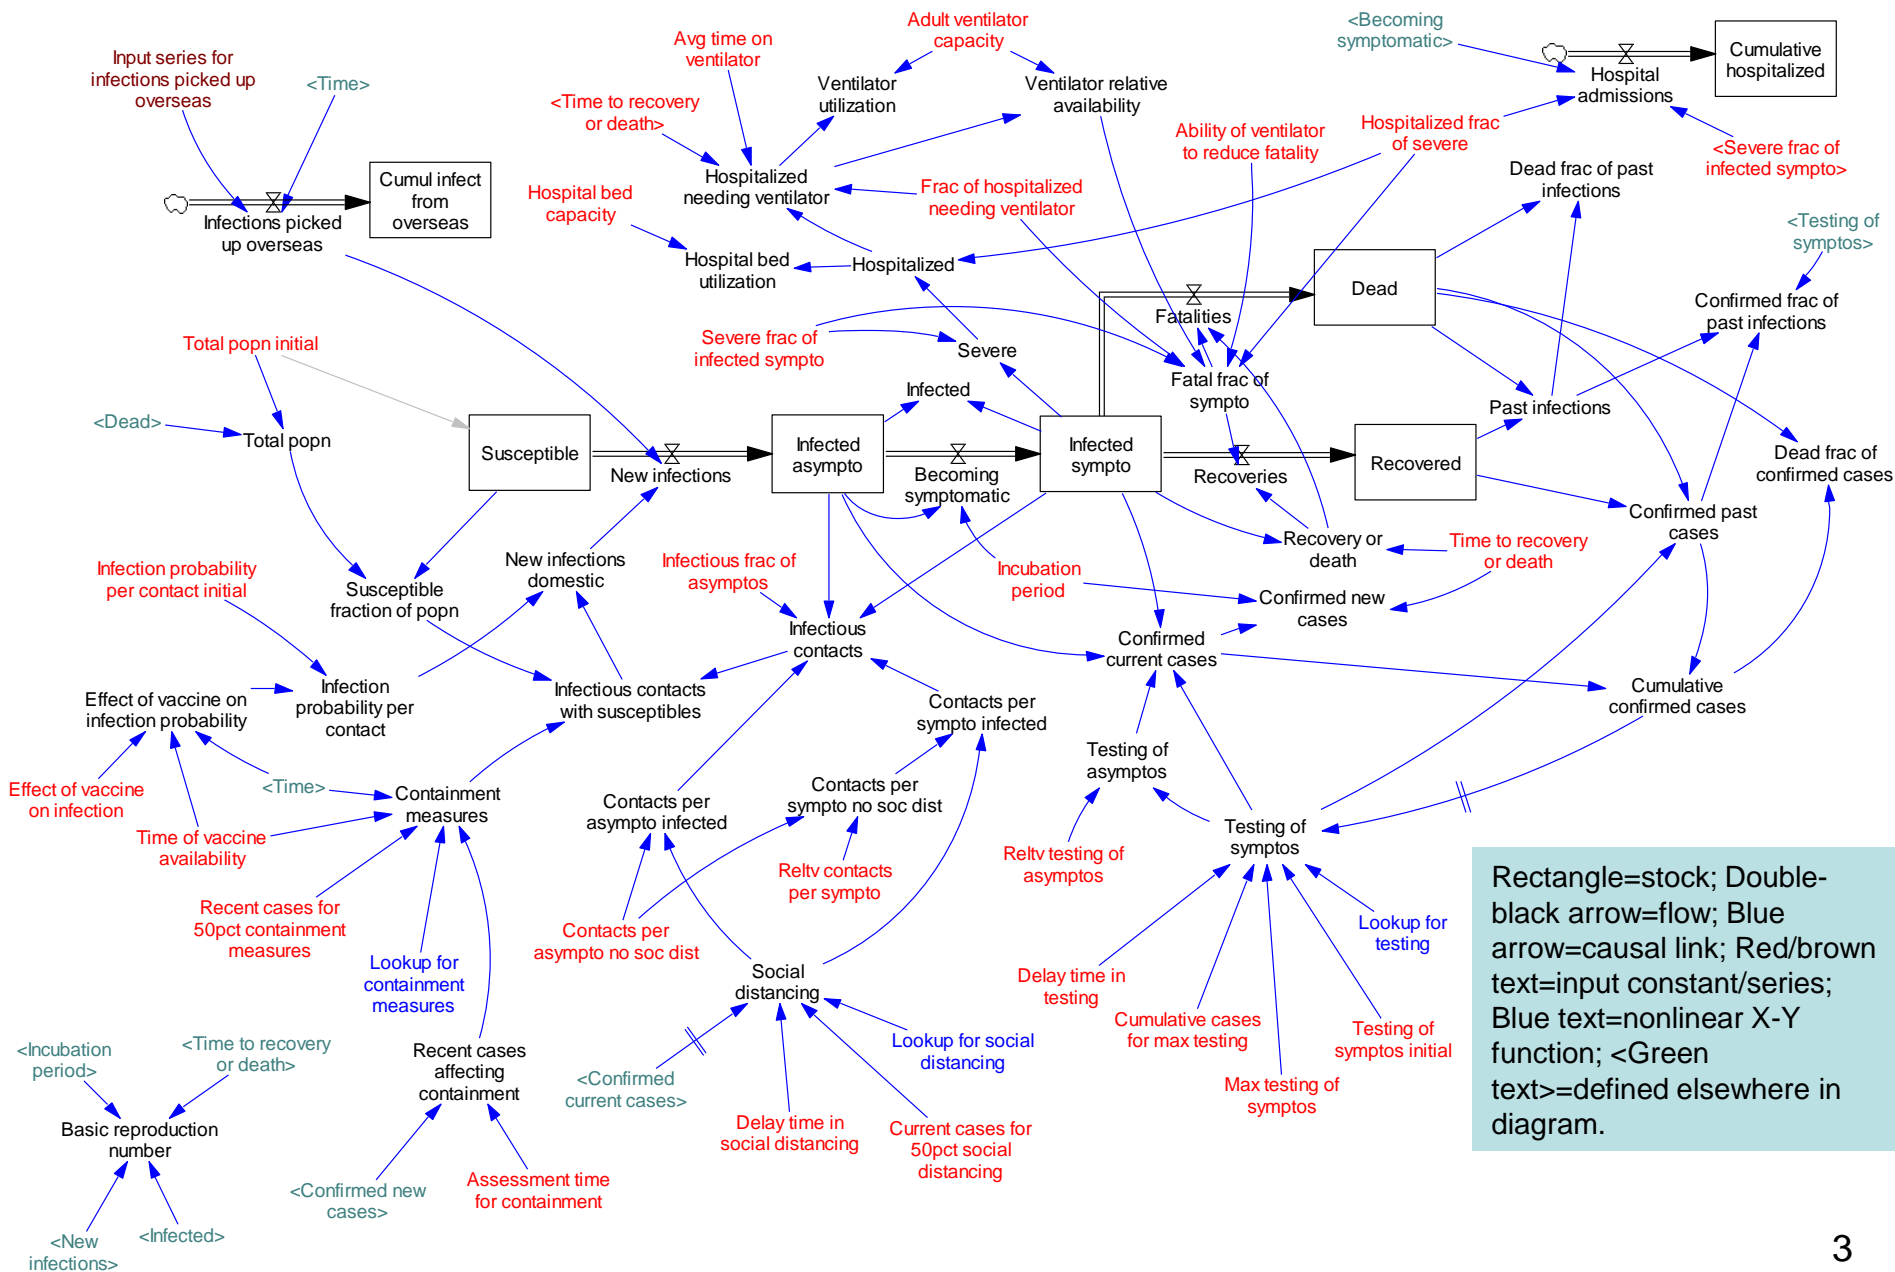 Input series for
infections picked up
overseas
<Time>
Infections picked
up overseas
Cumul infect
from
overseas
Avg time on
ventilator
Adult ventilator
capacity
<Time to recovery
or death>
Ventilator
utilization
Ventilator relative
availability
Hospitalized
needing ventilator
Hospital bed
capacity
Frac of hospitalized
needing ventilator
Ability of ventilator
to reduce fatality
Hospital bed
utilization
Hospitalized
<Becoming
symptomatic>
Hospital
admissions
Cumulative
hospitalized
Hospitalized frac
of severe
<Severe frac of
infected sympto>
Dead frac of past
infections
<Testing of
symptos>
Dead
Confirmed frac of
past infections
Fatalities
Total popn initial
Severe frac of
infected sympto
Severe
Infected
Fatal frac of
sympto
Past infections
<Dead>
Total popn
Susceptible
New infections
Infected
asympto
Becoming
symptomatic
Infected
sympto
Recoveries
Recovered
Dead frac of
confirmed cases
Confirmed past
cases
Infection probability
per contact initial
Susceptible
fraction of popn
New infections
domestic
Infectious frac of
asymptos
Incubation
period
Recovery or
death
Time to recovery
or death
Confirmed new
cases
Infectious
contacts
Confirmed
current cases
Effect of vaccine on
infection probability
Infection
probability per
contact
Infectious contacts
with susceptibles
Contacts per
sympto infected
Cumulative
confirmed cases
Effect of vaccine
on infection
<Time>
Containment
measures
Time of vaccine
availability
Contacts per
asympto infected
Contacts per
sympto no soc dist
Testing of
asymptos
Testing of
symptos
Reltv contacts
per sympto
Reltv testing of
asymptos
Recent cases for
50pct containment
measures
Lookup for
containment
measures
Contacts per
asympto no soc dist
Social
distancing
Lookup for
testing
Delay time in
testing
Cumulative cases
for max testing
Testing of
symptos initial
Max testing of
symptos
<Incubation
period>
<Time to recovery
or death>
Basic reproduction
number
<New
infections>
<Infected>
Recent cases
affecting
containment
<Confirmed new
cases>
Assessment time
for containment
<Confirmed
current cases>
Lookup for social
distancing
Delay time in
social distancing
Current cases for
50pct social
distancing
Rectangle=stock; Double-
black arrow=flow; Blue
arrow=causal link; Red/brown
text=input constant/series;
Blue text=nonlinear X-Y
function; <Green
text>=defined elsewhere in
diagram.
3